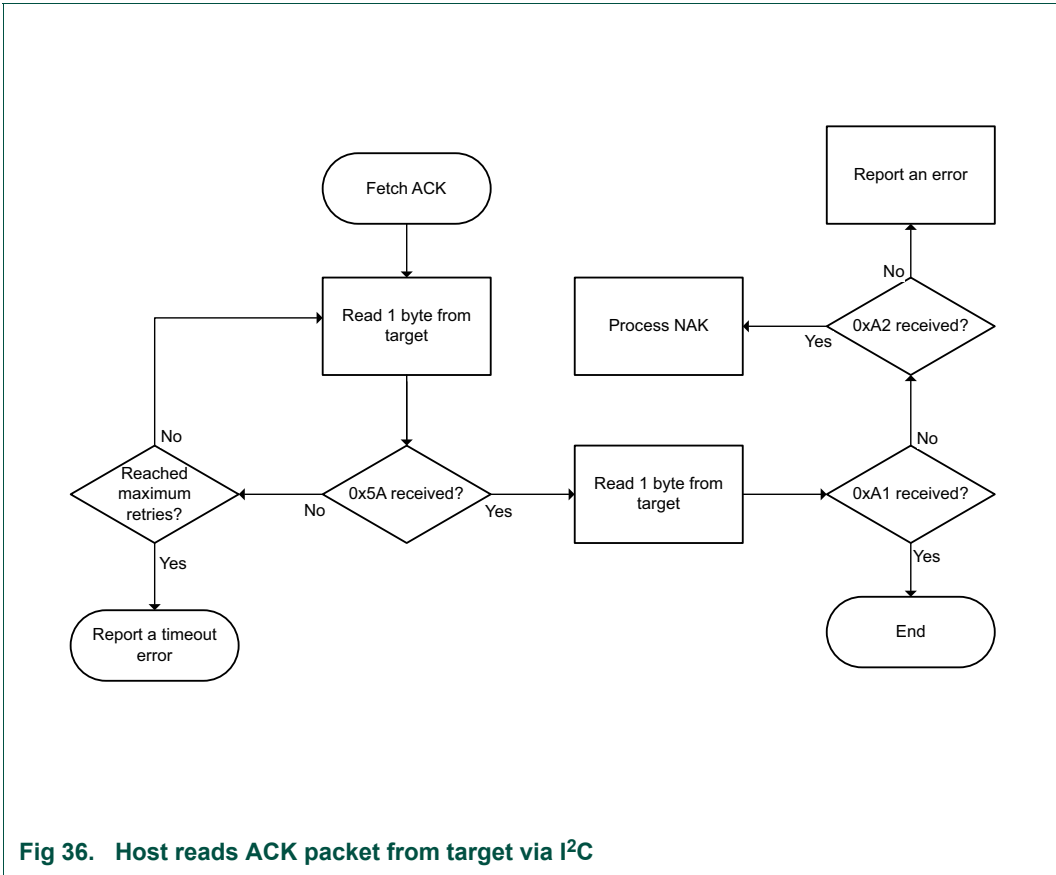 Fetch ACK
Read 1 byte from
target
0x5A received?
No
Yes
Reached
maximum
retries?
No
Yes
Report a timeout
error
Read 1 byte from
target
0xA1 received?
No
Yes
End
0xA2 received?
No
Yes
Process NAK
Report an error
Fig 36. Host reads ACK packet from target via I²C